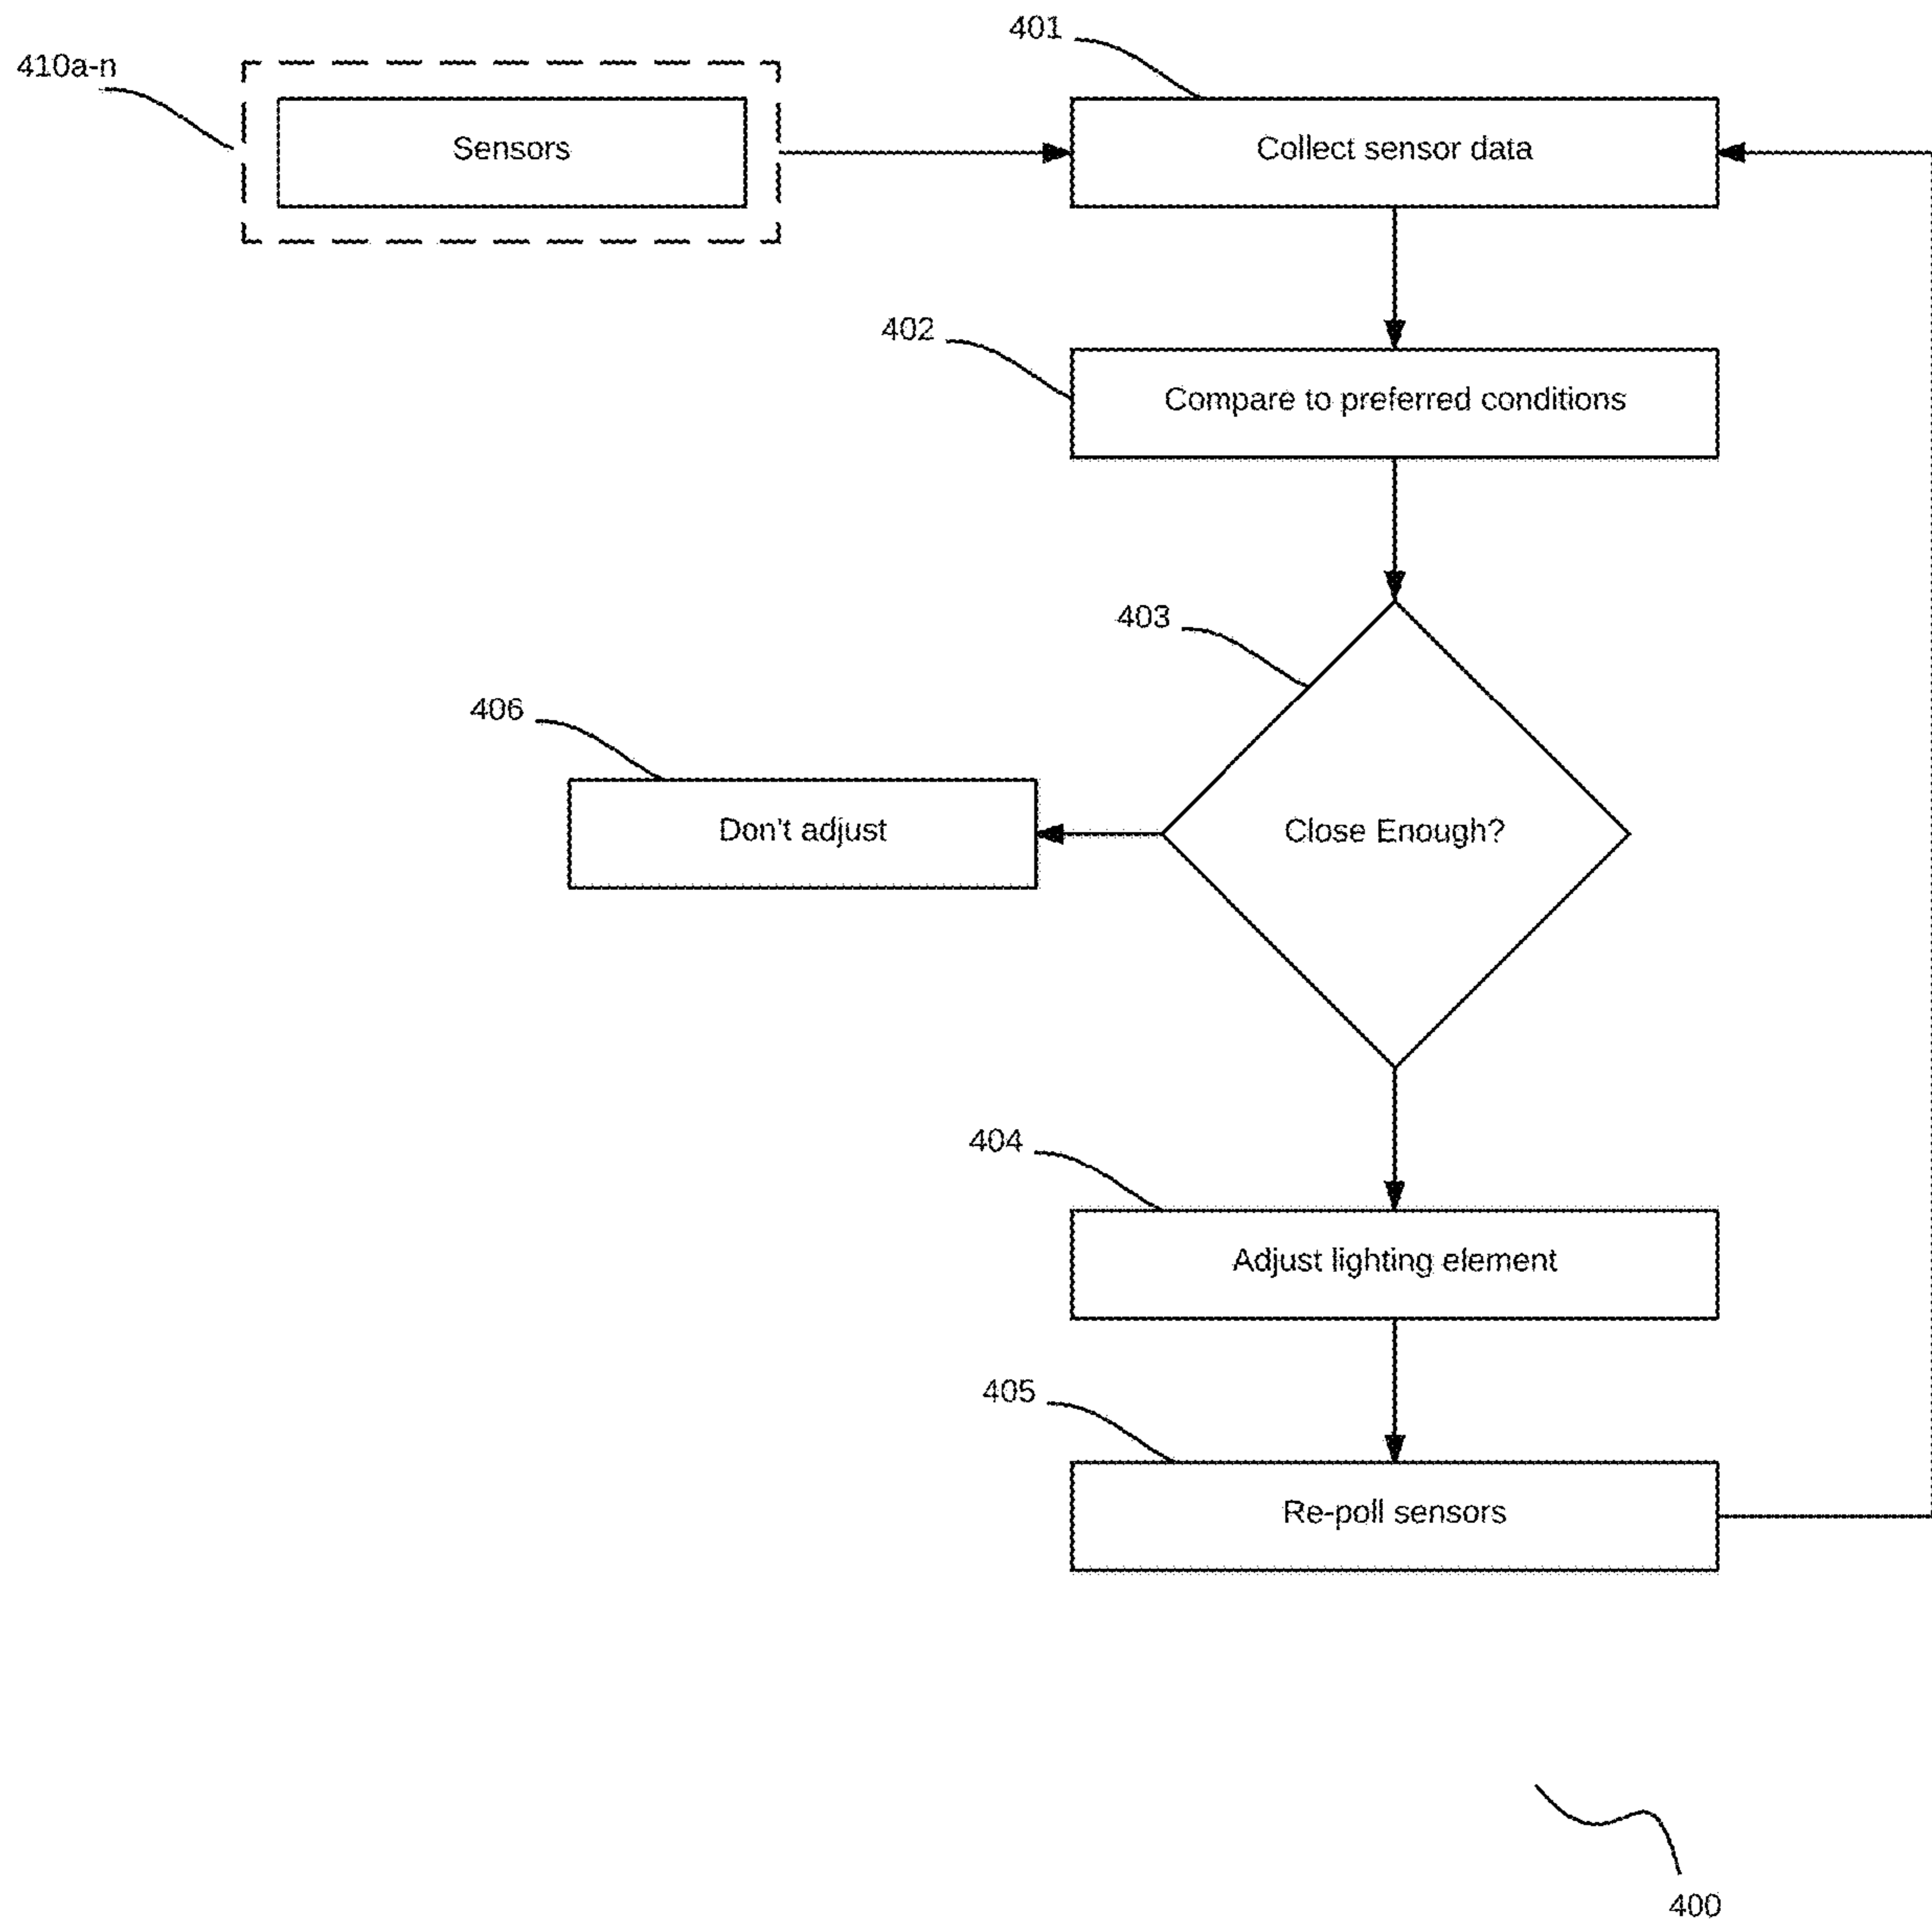 401
410a-n
Sensors
Collect sensor data
402
Compare to preferred conditions
403
406
Don't adjust
Close Enough?
404
Adjust lighting element
405
Re-poll sensors
400